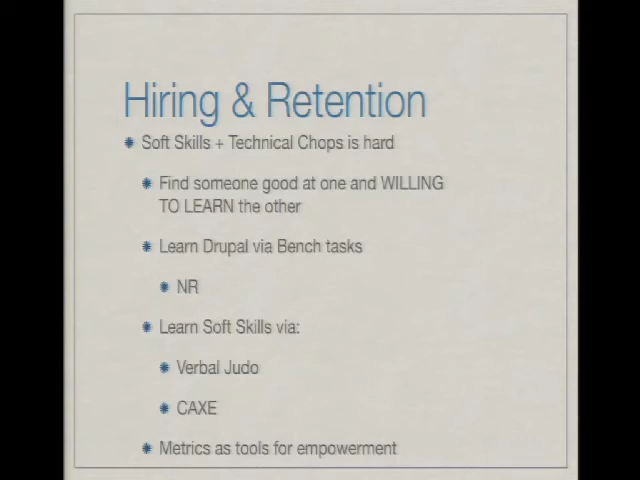 Hiring & Retention
Soft Skills + Technical Chops is hard
Find someone good at one and WILLING
TO LEARN the other
Learn Drupal via Bench tasks
NR
Learn Soft Skills via:
Verbal Judo
CAXE
Metrics as tools for empowerment